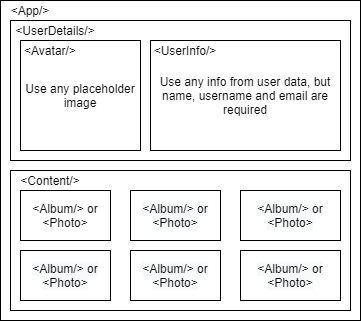 <App/>
<UserDetails/>
<Avatar/>
Use any placeholder
image
<UserInfo/>
Use any info from user data, but
name, username and email are
required
<Content/>
<Album/> or
<Photo>
<Album/> or
<Photo>
<Album/> or
<Photo>
<Album/> or
<Photo>
<Album/> or
<Photo>
<Album/> or
<Photo>